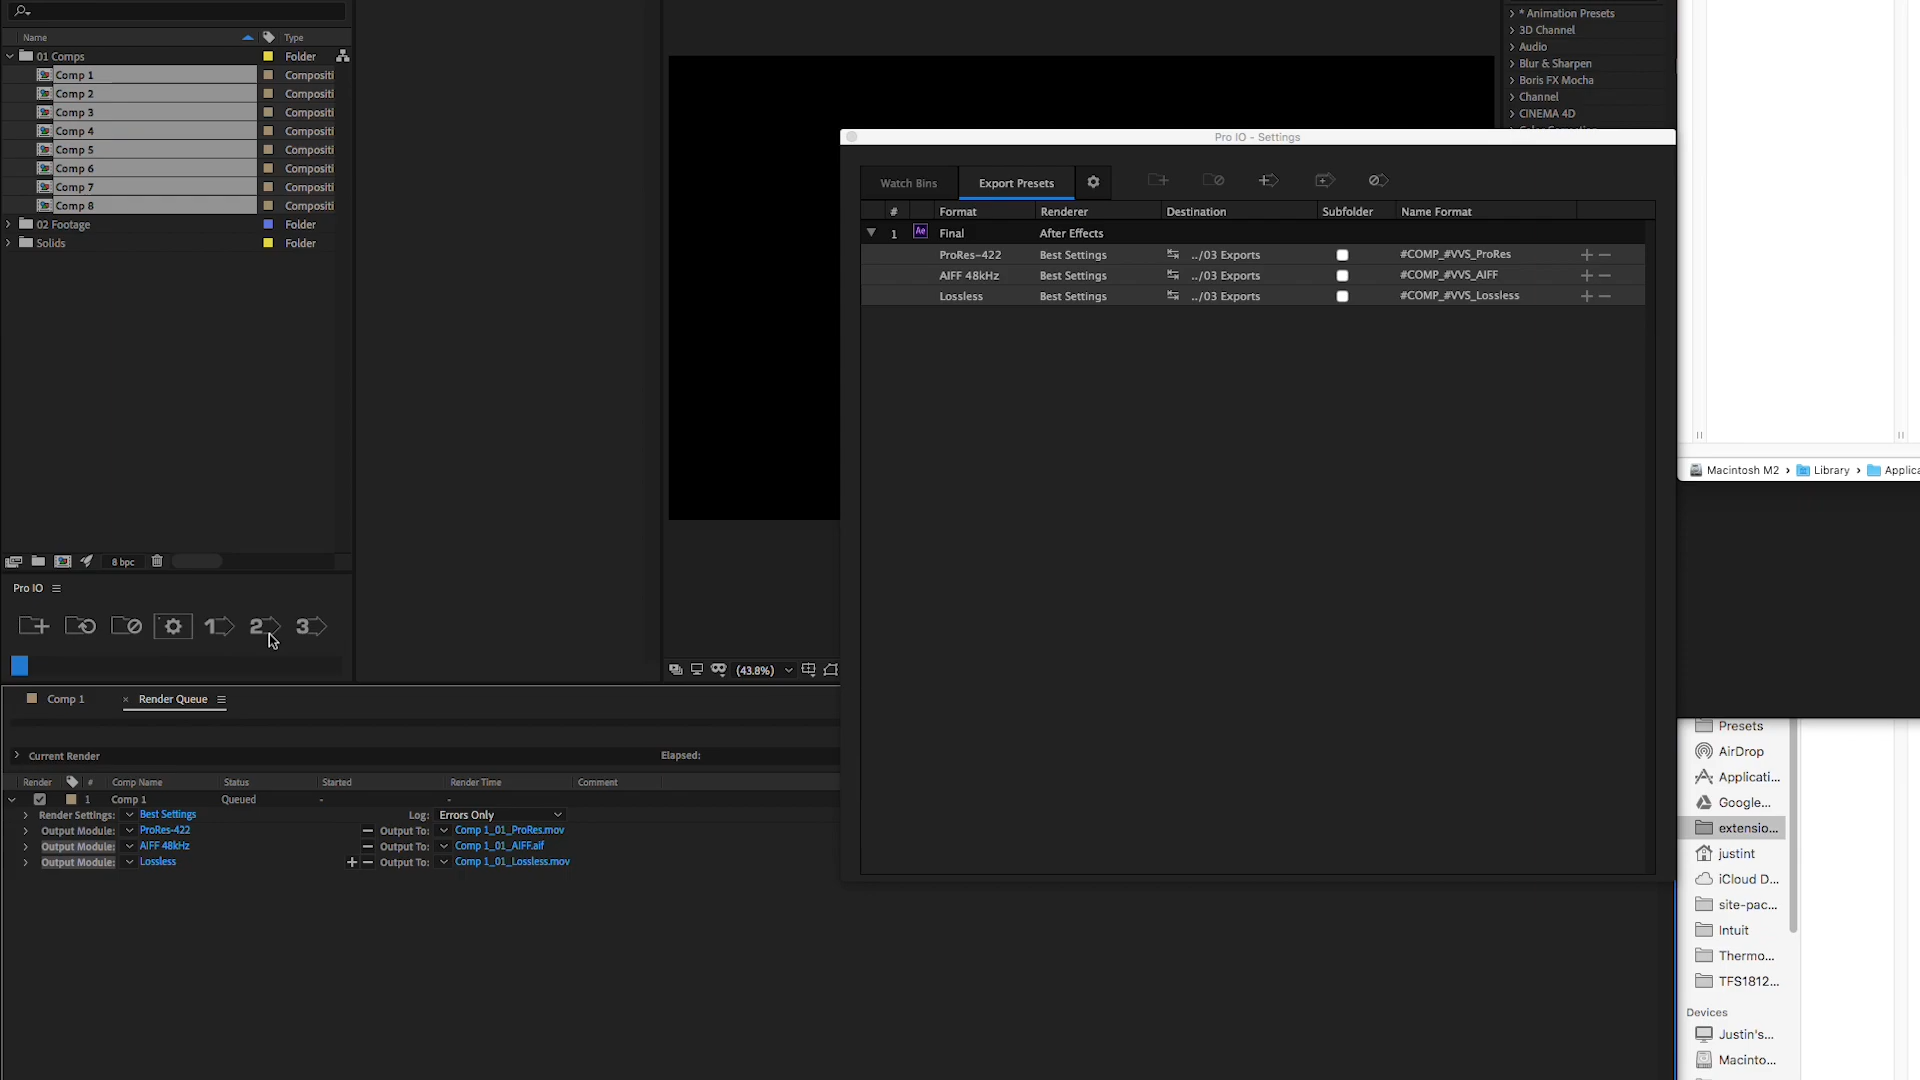 Name Type
01 Comps Folder
Comp 1 Compositi
Comp 2 Compositi
Comp 3 Compositi
Comp 4 Compositi
Comp 5 Compositi
Comp 6 Compositi
Comp 7 Compositi
Comp 8 Compositi
02 Footage Folder
Solids Folder
8 bpc
Pro IO
1 2 3
(43.8%)
* Animation Presets
3D Channel
Audio
Blur & Sharpen
Boris FX Mocha
Channel
CINEMA 4D
Pro IO - Settings
Watch Bins Export Presets
# Format Renderer Destination Subfolder Name Format
1 Ae Final After Effects
ProRes-422 Best Settings ../03 Exports #COMP_#VVS_ProRes
AIFF 48kHz Best Settings ../03 Exports #COMP_#VVS_AIFF
Lossless Best Settings ../03 Exports #COMP_#VVS_Lossless
Comp 1 × Render Queue
Current Render Elapsed:
Render # Comp Name Status Started Render Time Comment
1 Comp 1 Queued - -
Render Settings: Best Settings Log: Errors Only
Output Module: ProRes-422 Output To: Comp 1_01_ProRes.mov
Output Module: AIFF 48kHz Output To: Comp 1_01_AIFF.aif
Output Module: Lossless Output To: Comp 1_01_Lossless.mov
Macintosh M2 › Library › Applica
Presets
AirDrop
Applicati...
Google...
extensio...
justint
iCloud D...
site-pac...
Intuit
Thermo...
TFS1812...
Devices
Justin's...
Macinto...